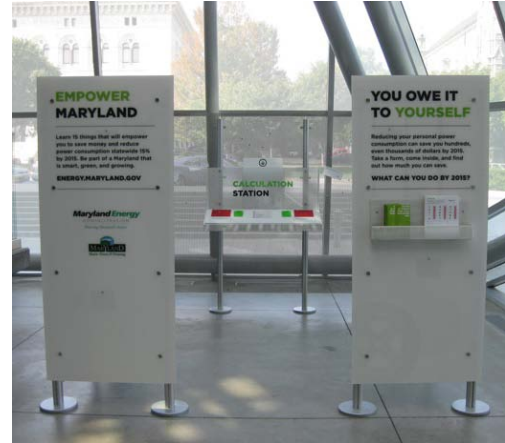 EMPOWER
MARYLAND
Learn 15 things that will empower
you to save money and reduce
power consumption statewide 15%
by 2015. Be part of a Maryland that
is smart, green, and growing.
ENERGY.MARYLAND.GOV
Maryland Energy
MARYLAND
CALCULATION
STATION
YOU OWE IT
TO YOURSELF
Reducing your personal power
consumption can save you hundreds,
even thousands of dollars by 2015.
Take a form, come inside, and find
out how much you can save.
WHAT CAN YOU DO BY 2015?